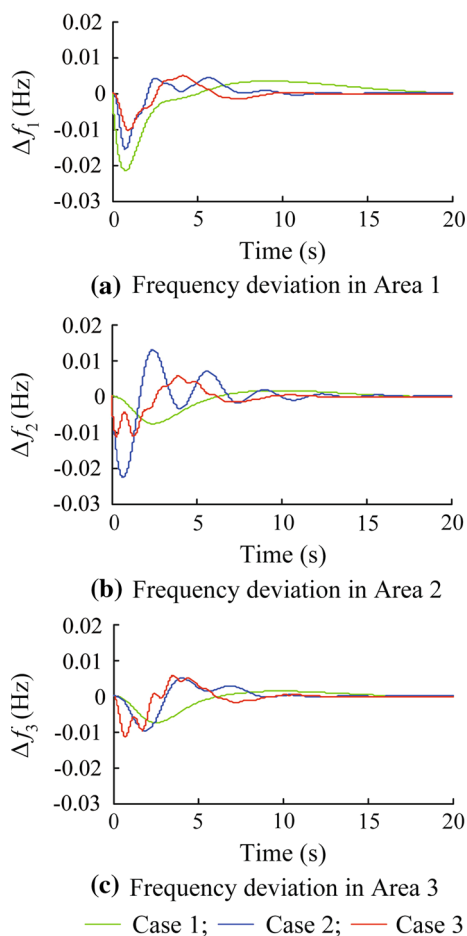 0.02
0.01
0
-0.01
-0.02
-0.03
Δf1 (Hz)
0 5 10 15 20
Time (s)
(a) Frequency deviation in Area 1
0.02
0.01
0
-0.01
-0.02
-0.03
Δf2 (Hz)
0 5 10 15 20
Time (s)
(b) Frequency deviation in Area 2
0.02
0.01
0
-0.01
-0.02
-0.03
Δf3 (Hz)
0 5 10 15 20
Time (s)
(c) Frequency deviation in Area 3
Case 1; Case 2; Case 3